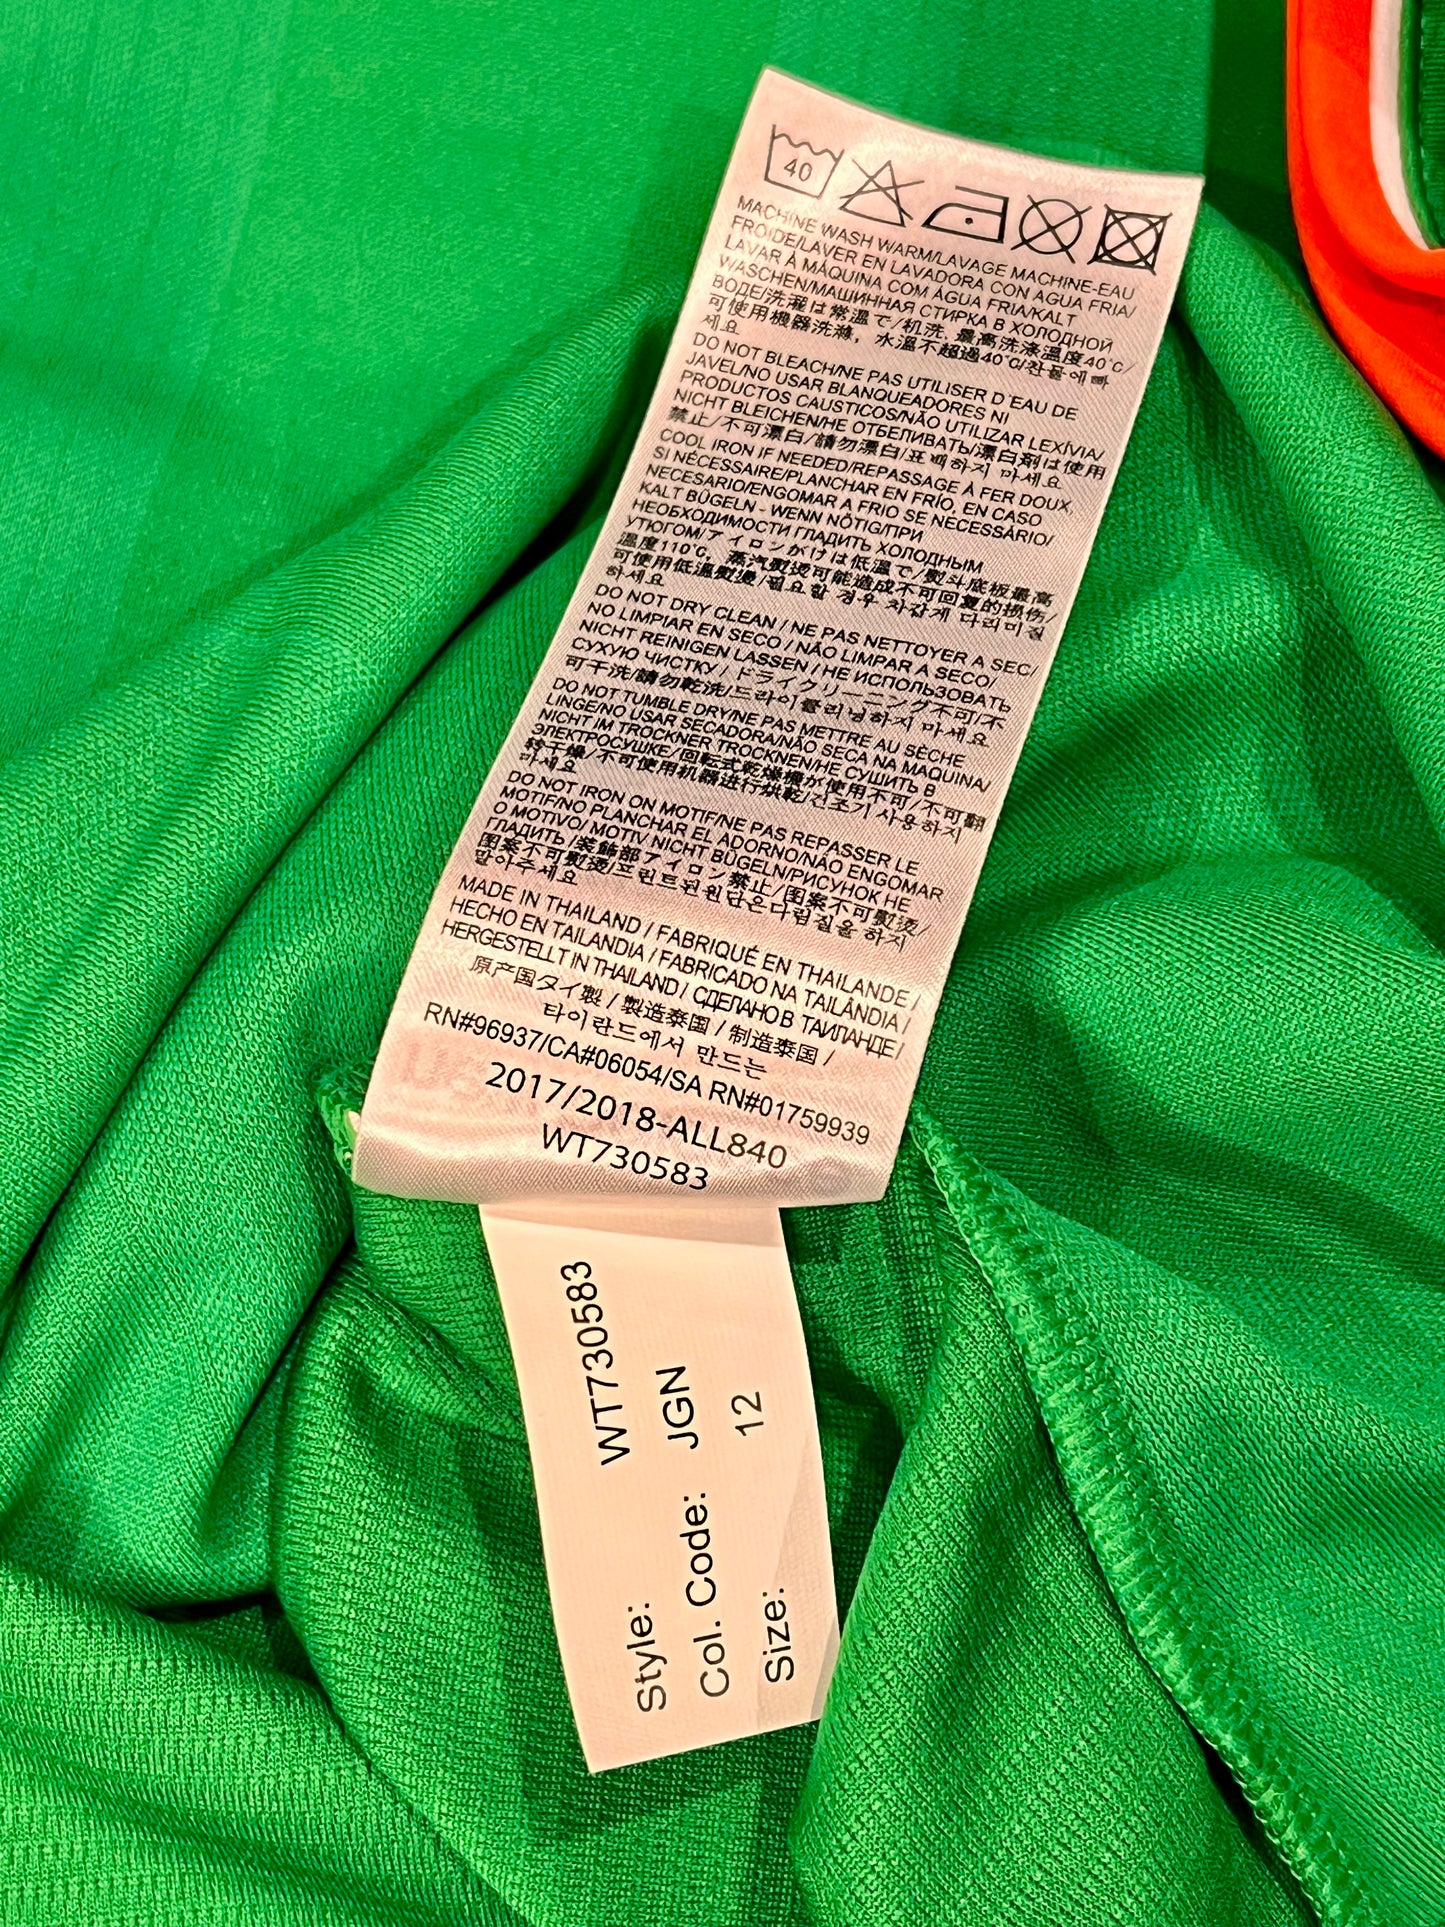 40
MACHINE WASH WARM/LAVAGE MACHINE-EAU
FROIDE/LAVER EN LAVADORA CON AGUA FRIA/
LAVAR À MÁQUINA COM ÁGUA FRIA/KALT
WASCHEN/МАШИННАЯ СТИРКА В ХОЛОДНОЙ
ВОДЕ/洗濯は常温で/机洗,最高洗涤温度40°C/
可使用機器洗滌,水溫不超過40°C/찬물에빠
세요
DO NOT BLEACH/NE PAS UTILISER D'EAU DE
JAVEL/NO USAR BLANQUEADORES NI
PRODUCTOS CAUSTICOS/NÃO UTILIZAR LEXÍVIA/
NICHT BLEICHEN/НЕ ОТБЕЛИВАТЬ/漂白剤は使用
禁止/不可漂白/請勿漂白/표백하지 마세요
COOL IRON IF NEEDED/REPASSAGE À FER DOUX,
SI NÉCESSAIRE/PLANCHAR EN FRÍO, EN CASO
NECESARIO/ENGOMAR A FRIO SE NECESSÁRIO/
KALT BÜGELN - WENN NÖTIG/ПРИ
НЕОБХОДИМОСТИ ГЛАДИТЬ ХОЛОДНЫМ
УТЮГОМ/アイロンがけは低温で/熨斗底板最高
温度110°C, 蒸汽熨烫可能造成不可回复的损伤/
可使用低溫熨燙/필요할 경우 차갑게 다리미질
하세요
DO NOT DRY CLEAN / NE PAS NETTOYER A SEC/
NO LIMPIAR EN SECO / NÃO LIMPAR A SECO/
NICHT REINIGEN LASSEN / НЕ ИСПОЛЬЗОВАТЬ
СУХУЮ ЧИСТКУ / ドライクリーニング不可/不
可干洗/請勿乾洗/드라이클리닝하지 마세요
DO NOT TUMBLE DRY/NE PAS METTRE AU SÈCHE
LINGE/NO USAR SECADORA/NÃO SECA NA MAQUINA/
NICHT IM TROCKNER TROCKNEN/НЕ СУШИТЬ В
ЭЛЕКТРОСУШКЕ/回転式乾燥機が使用不可/不可翻
转干燥/不可使用机器进行烘乾/건조기 사용하지
마세요
DO NOT IRON ON MOTIF/NE PAS REPASSER LE
MOTIF/NO PLANCHAR EL ADORNO/NÃO ENGOMAR
O MOTIVO/ MOTIV NICHT BÜGELN/РИСУНОК НЕ
ГЛАДИТЬ /装飾部アイロン禁止/图案不可熨烫/
图案不可熨燙/프린트된원단은다림질을 하지
말아주세요
MADE IN THAILAND / FABRIQUÉ EN THAILANDE /
HECHO EN TAILANDIA / FABRICADO NA TAILÂNDIA /
HERGESTELLT IN THAILAND / СДЕЛАНО В ТАИЛАНДЕ/
原产国タイ製 / 製造泰國 / 制造泰国 /
타이란드에서 만드는
RN#96937/CA#06054/SA RN#01759939
2017/2018-ALL840
WT730583
Style: WT730583
Col. Code: JGN
Size: 12